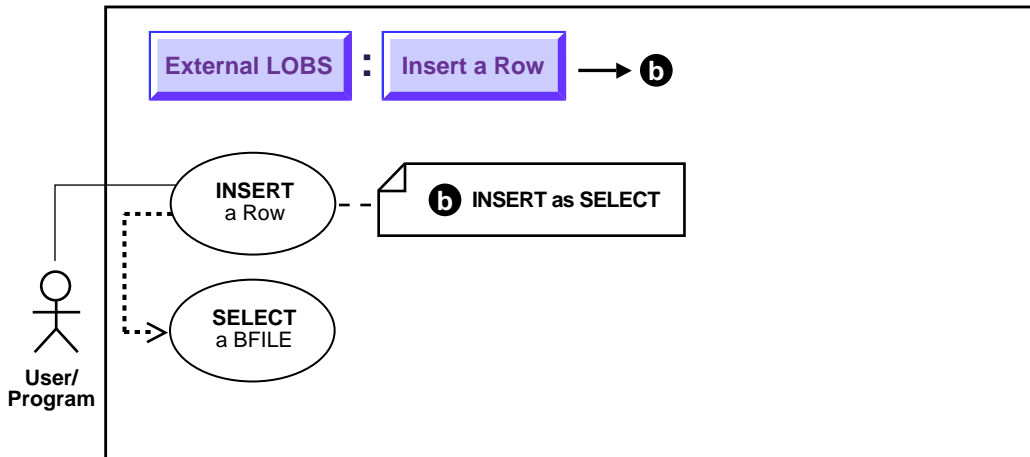 External LOBS : Insert a Row b
INSERT
a Row
b INSERT as SELECT
SELECT
a BFILE
User/
Program